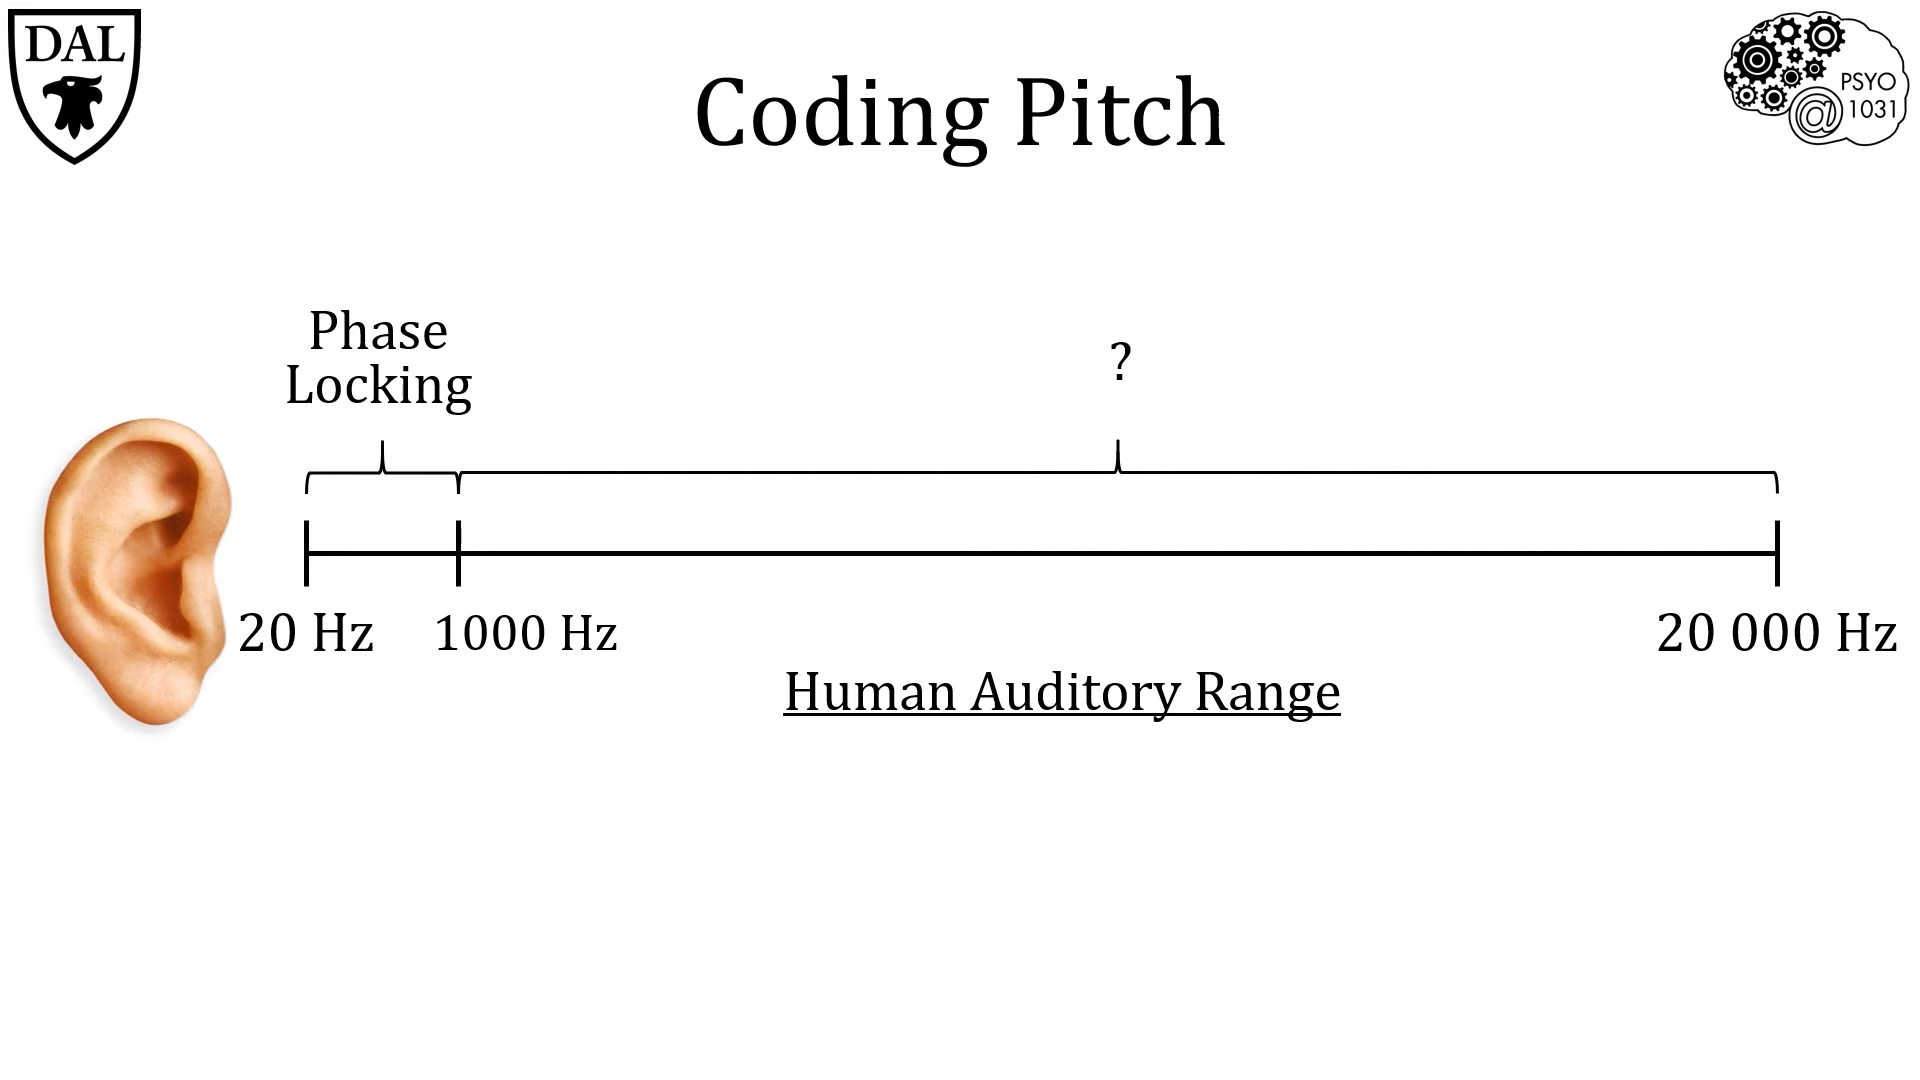 DAL
PSYO
@ 1031
Coding Pitch
Phase
Locking
?
20 Hz
1000 Hz
20 000 Hz
Human Auditory Range